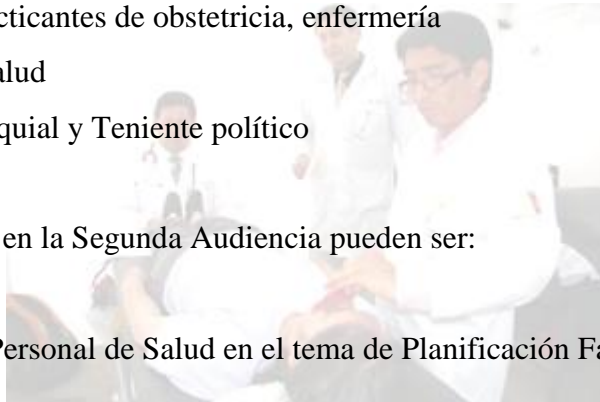 cticantes de obstetricia, enfermería
alud
quial y Teniente político
en la Segunda Audiencia pueden ser:
Personal de Salud en el tema de Planificación Fa